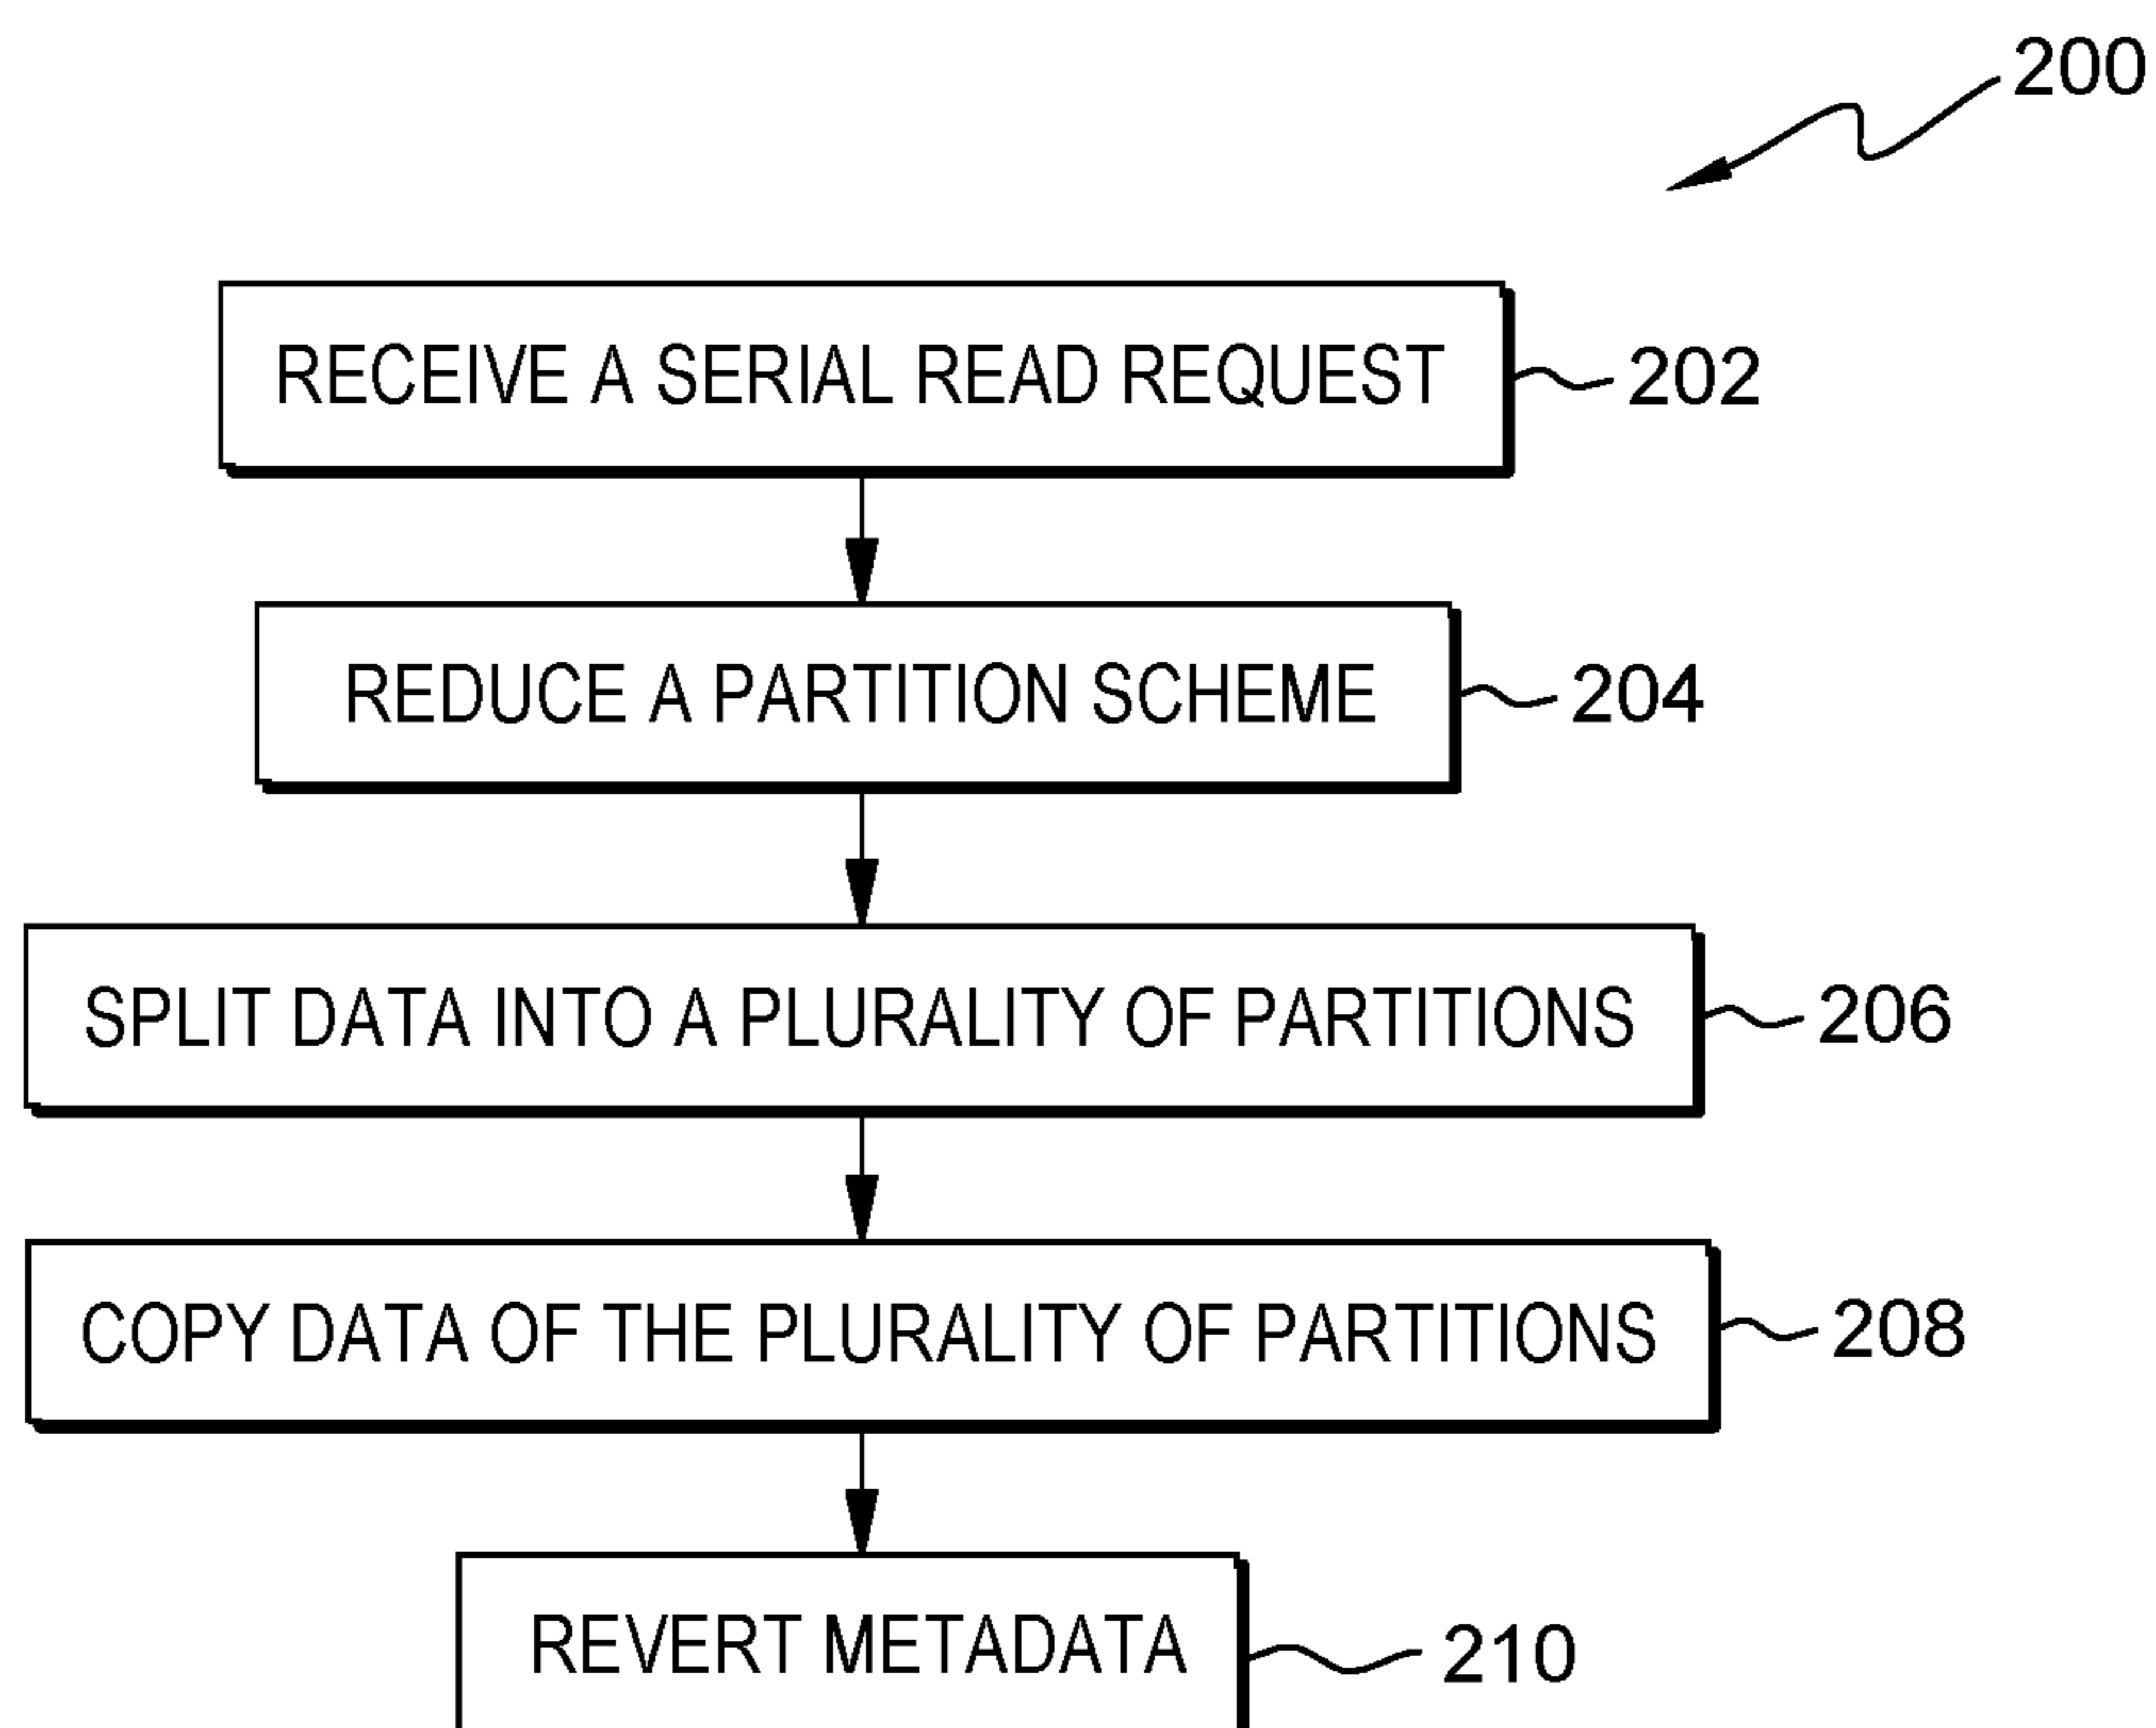 200
RECEIVE A SERIAL READ REQUEST 202
REDUCE A PARTITION SCHEME 204
SPLIT DATA INTO A PLURALITY OF PARTITIONS 206
COPY DATA OF THE PLURALITY OF PARTITIONS 208
REVERT METADATA 210